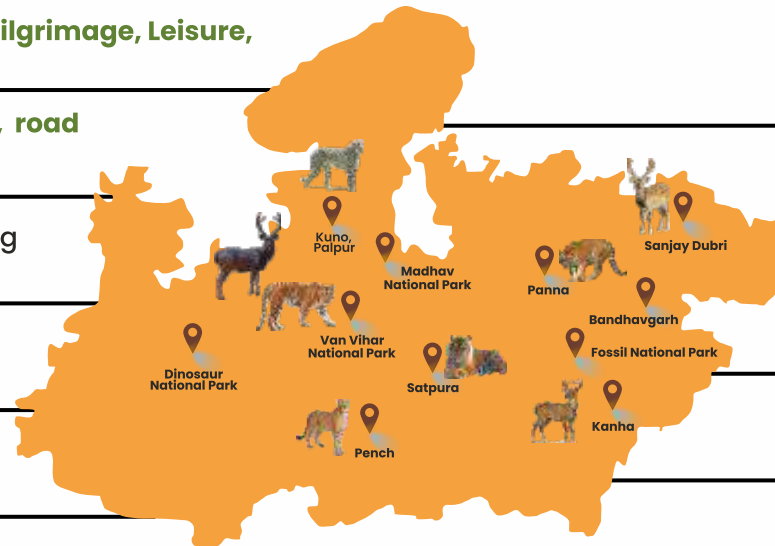 ilgrimage, Leisure,
, road
g
Kuno,
Palpur
Madhav
National Park
Sanjay Dubri
Panna
Bandhavgarh
Van Vihar
National Park
Fossil National Park
Dinosaur
National Park
Satpura
Kanha
Pench